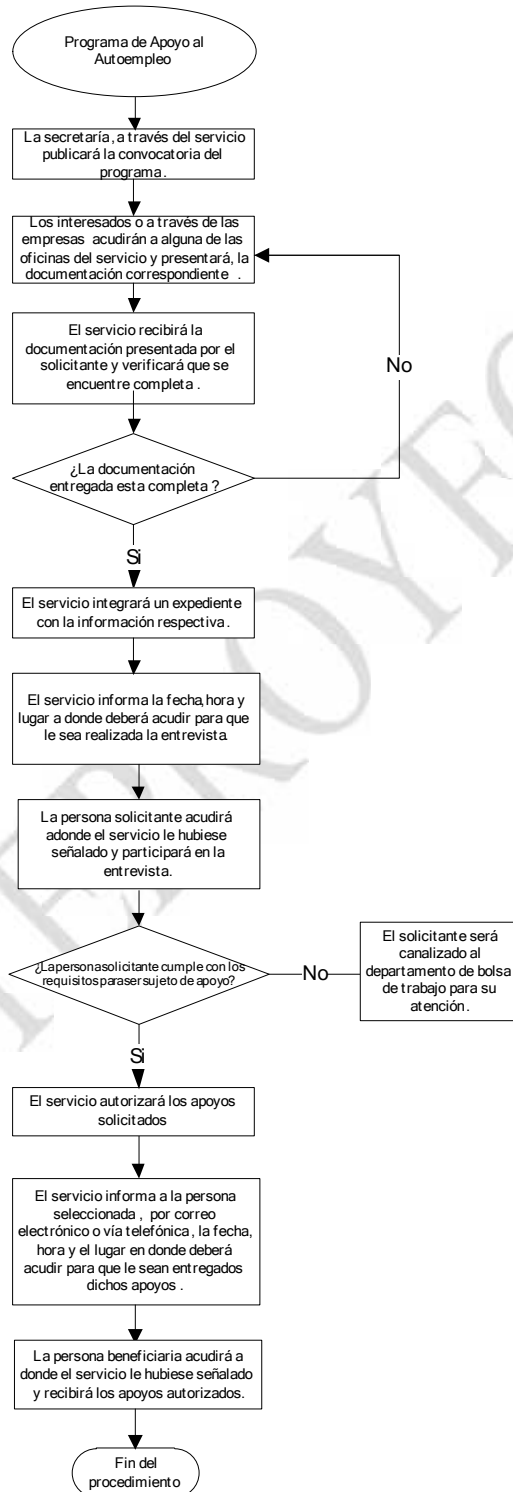 Programa de Apoyo al
Autoempleo
La secretaría, a través del servicio
publicará la convocatoria del
programa.
Los interesados o a través de las
empresas acudirán a alguna de las
oficinas del servicio y presentará, la
documentación correspondiente .
El servicio recibirá la
documentación presentada por el
solicitante y verificará que se
encuentre completa .
No
¿La documentación
entregada esta completa ?
Si
El servicio integrará un expediente
con la información respectiva .
El servicio informa la fecha, hora y
lugar a donde deberá acudir para que
le sea realizada la entrevista.
La persona solicitante acudirá
adonde el servicio le hubiese
señalado y participará en la
entrevista.
¿La persona solicitante cumple con los
requisitos para ser sujeto de apoyo?
No
El solicitante será
canalizado al
departamento de bolsa
de trabajo para su
atención.
Si
El servicio autorizará los apoyos
solicitados
El servicio informa a la persona
seleccionada , por correo
electrónico o vía telefónica , la fecha,
hora y el lugar en donde deberá
acudir para que le sean entregados
dichos apoyos .
La persona beneficiaria acudirá a
donde el servicio le hubiese señalado
y recibirá los apoyos autorizados.
Fin del
procedimiento